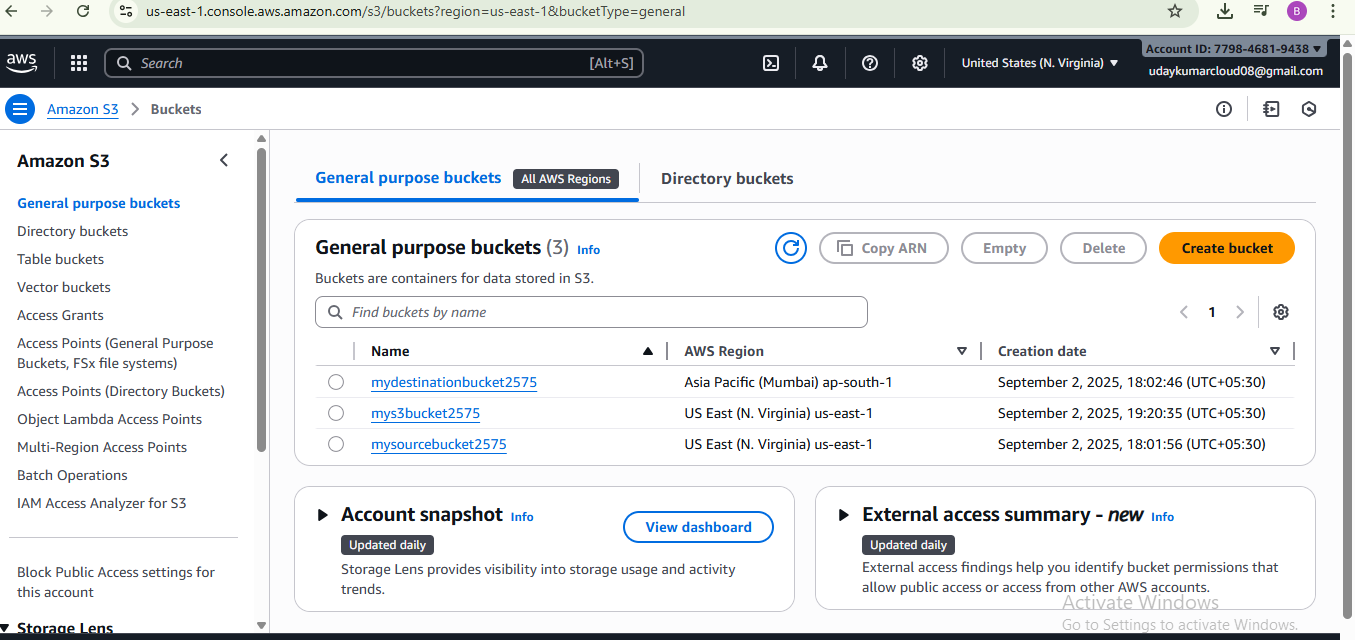 us-east-1.console.aws.amazon.com/s3/buckets?region=us-east-1&bucketType=general
B
aws
Search
[Alt+S]
United States (N. Virginia)
Account ID: 7798-4681-9438
udaykumarcloud08@gmail.com
Amazon S3 > Buckets
Amazon S3
General purpose buckets
Directory buckets
Table buckets
Vector buckets
Access Grants
Access Points (General Purpose
Buckets, FSx file systems)
Access Points (Directory Buckets)
Object Lambda Access Points
Multi-Region Access Points
Batch Operations
IAM Access Analyzer for S3
Block Public Access settings for
this account
Storage Lens
General purpose buckets All AWS Regions
Directory buckets
General purpose buckets (3) Info
Copy ARN
Empty
Delete
Create bucket
Buckets are containers for data stored in S3.
Find buckets by name
1
Name AWS Region Creation date
mydestinationbucket2575 Asia Pacific (Mumbai) ap-south-1 September 2, 2025, 18:02:46 (UTC+05:30)
mys3bucket2575 US East (N. Virginia) us-east-1 September 2, 2025, 19:20:35 (UTC+05:30)
mysourcebucket2575 US East (N. Virginia) us-east-1 September 2, 2025, 18:01:56 (UTC+05:30)
Account snapshot Info
Updated daily
View dashboard
Storage Lens provides visibility into storage usage and activity
trends.
External access summary - new Info
Updated daily
External access findings help you identify bucket permissions that
allow public access or access from other AWS accounts.
Activate Windows
Go to Settings to activate Windows.